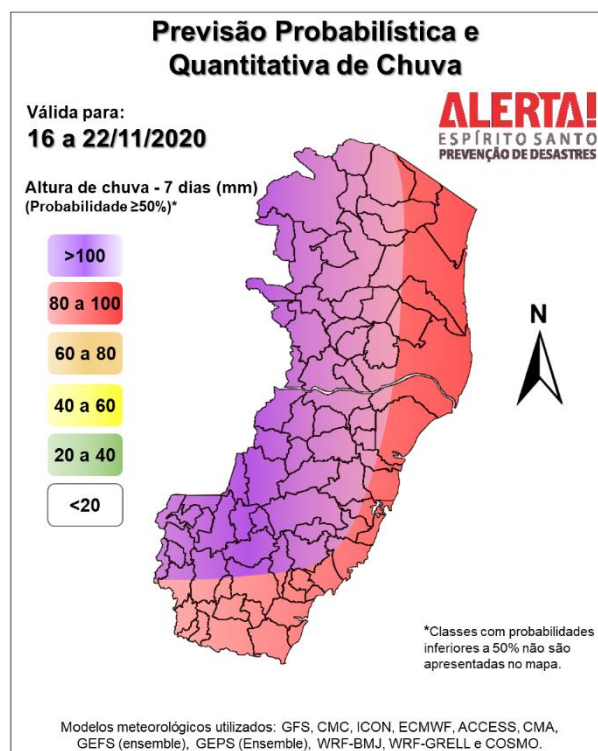 Previsão Probabilística e
Quantitativa de Chuva
Válida para:
16 a 22/11/2020
ALERTA!
ESPÍRITO SANTO
PREVENÇÃO DE DESASTRES
Altura de chuva - 7 dias (mm)
(Probabilidade ≥50%)*
>100
80 a 100
60 a 80
40 a 60
20 a 40
<20
N
*Classes com probabilidades
inferiores a 50% não são
apresentadas no mapa.
Modelos meteorológicos utilizados: GFS, CMC, ICON, ECMWF, ACCESS, CMA,
GEFS (ensemble), GEPS (Ensemble), WRF-BMJ, WRF-GRELL e COSMO.